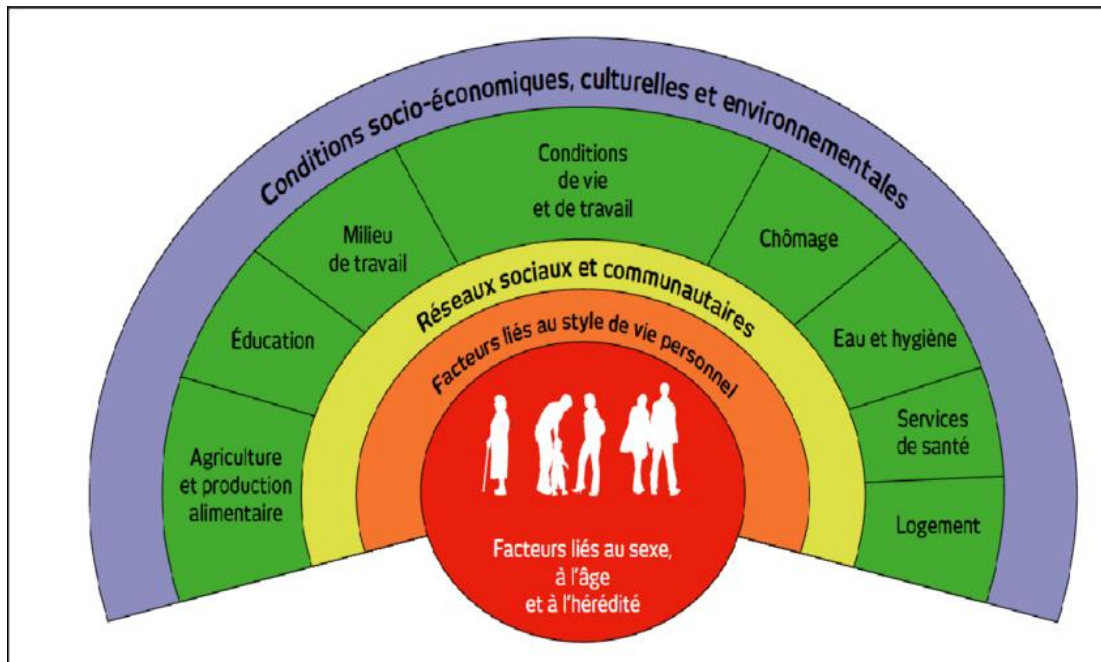 Conditions socio-économiques, culturelles et environnementales
Conditions
de vie
et de travail
Milieu
de travail
Chômage
Éducation
Eau et hygiène
Agriculture
et production
alimentaire
Services
de santé
Logement
Réseaux sociaux et communautaires
Facteurs liés au style de vie personnel
Facteurs liés au sexe,
à l'âge
et à l'hérédité